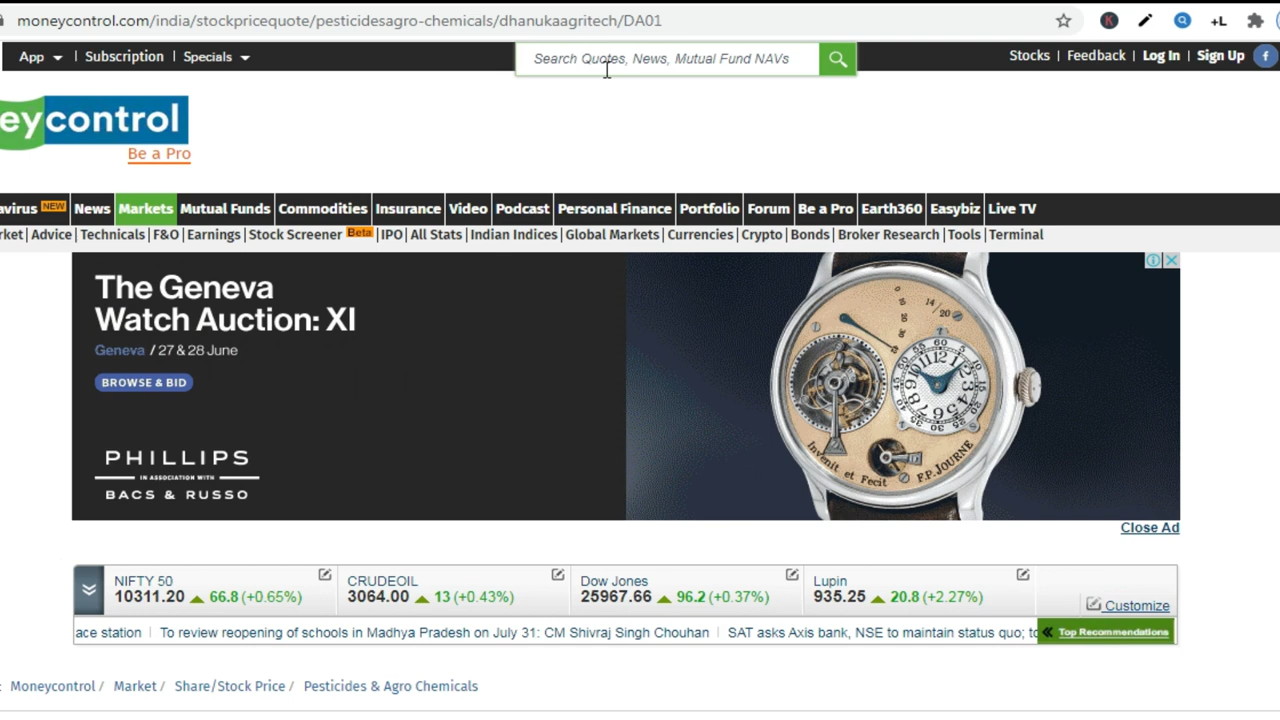 moneycontrol.com/india/stockpricequote/pesticidesagro-chemicals/dhanukaagritech/DA01
K +L
App | Subscription | Specials
Search Quotes, News, Mutual Fund NAVs
Stocks | Feedback | Log In | Sign Up f
eycontrol
Be a Pro
avirus NEW News Markets Mutual Funds Commodities Insurance Video Podcast Personal Finance Portfolio Forum Be a Pro Earth360 Easybiz Live TV
rket | Advice | Technicals | F&O | Earnings | Stock Screener Beta | IPO | All Stats | Indian Indices | Global Markets | Currencies | Crypto | Bonds | Broker Research | Tools | Terminal
The Geneva
Watch Auction: XI
Geneva / 27 & 28 June
BROWSE & BID
PHILLIPS
IN ASSOCIATION WITH
BACS & RUSSO
Invenit et Fecit F.P.JOURNE
Close Ad
NIFTY 50
10311.20 66.8 (+0.65%)
CRUDEOIL
3064.00 13 (+0.43%)
Dow Jones
25967.66 96.2 (+0.37%)
Lupin
935.25 20.8 (+2.27%)
Customize
ace station | To review reopening of schools in Madhya Pradesh on July 31: CM Shivraj Singh Chouhan | SAT asks Axis bank, NSE to maintain status quo; to
Top Recommendations
: Moneycontrol / Market / Share/Stock Price / Pesticides & Agro Chemicals